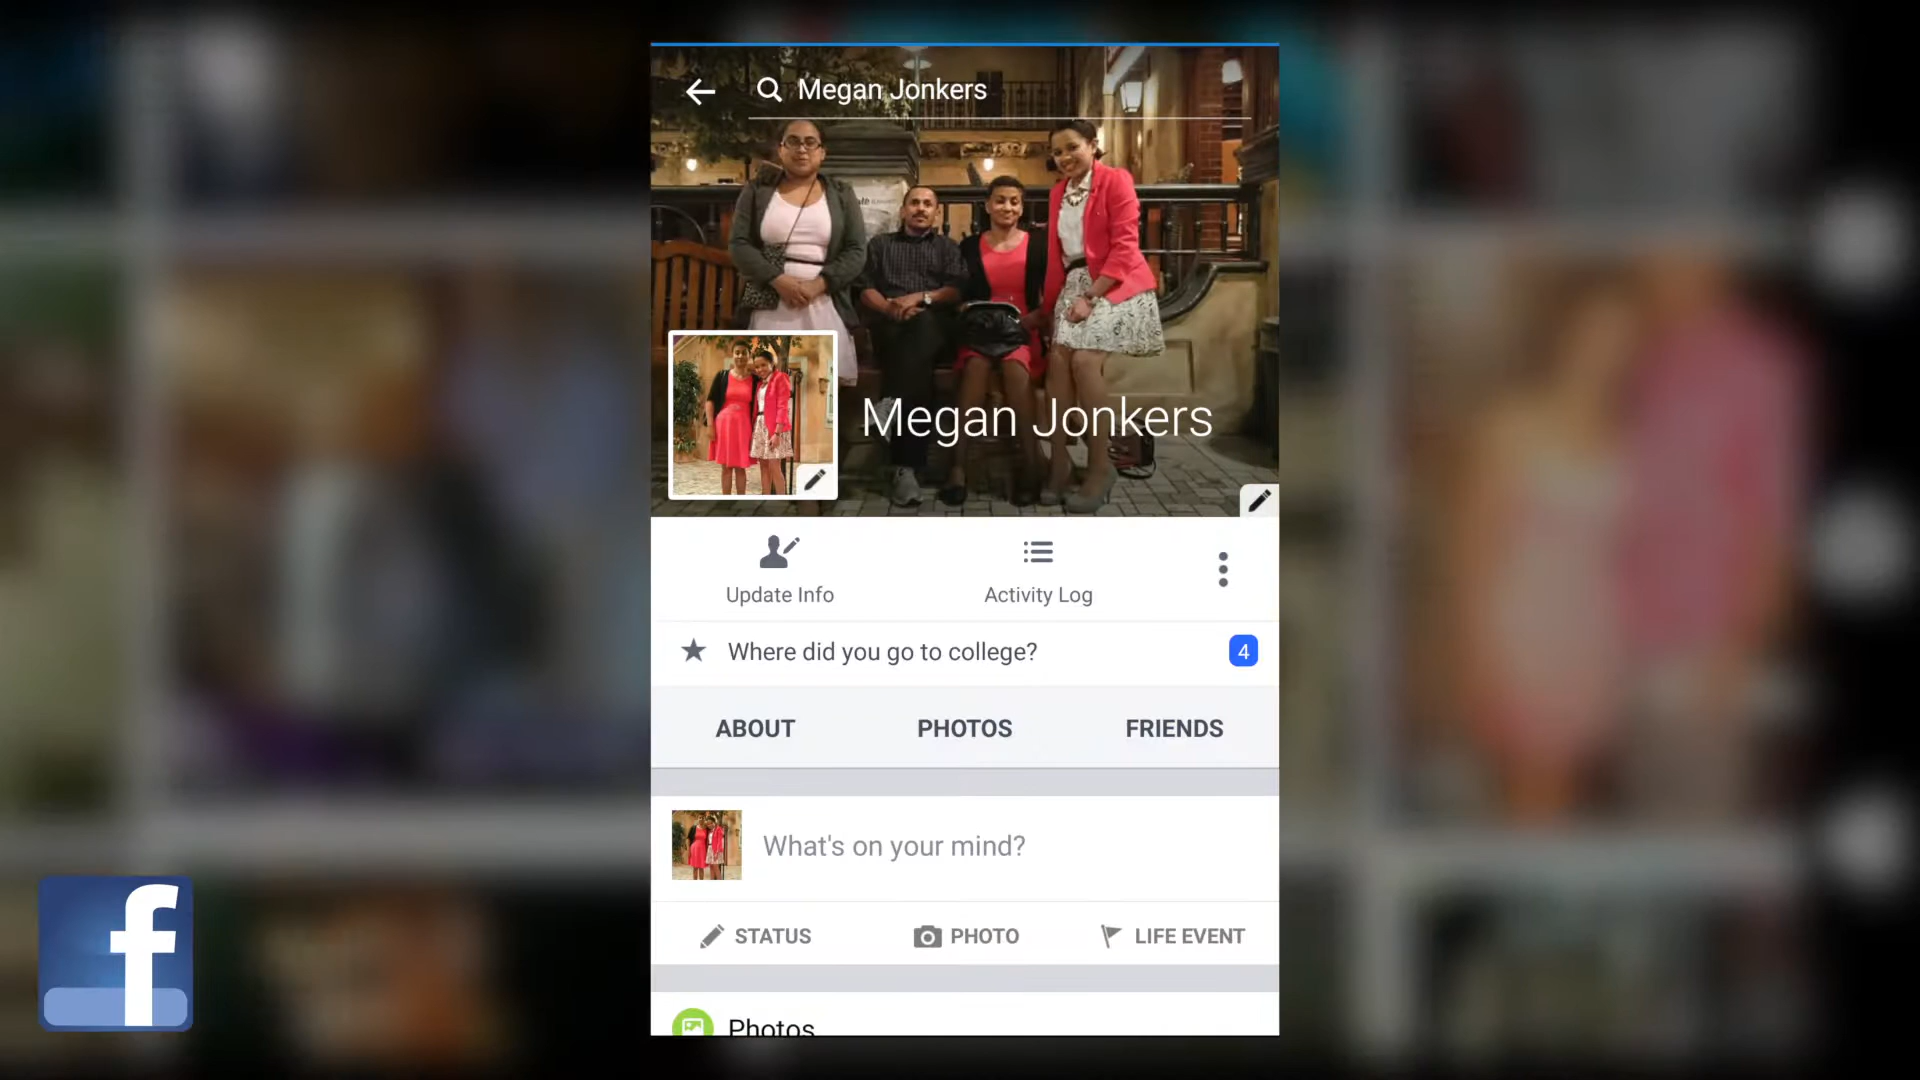 Megan Jonkers
Megan Jonkers
Update Info
Activity Log
Where did you go to college?
4
ABOUT
PHOTOS
FRIENDS
What's on your mind?
STATUS
PHOTO
LIFE EVENT
f
Photos